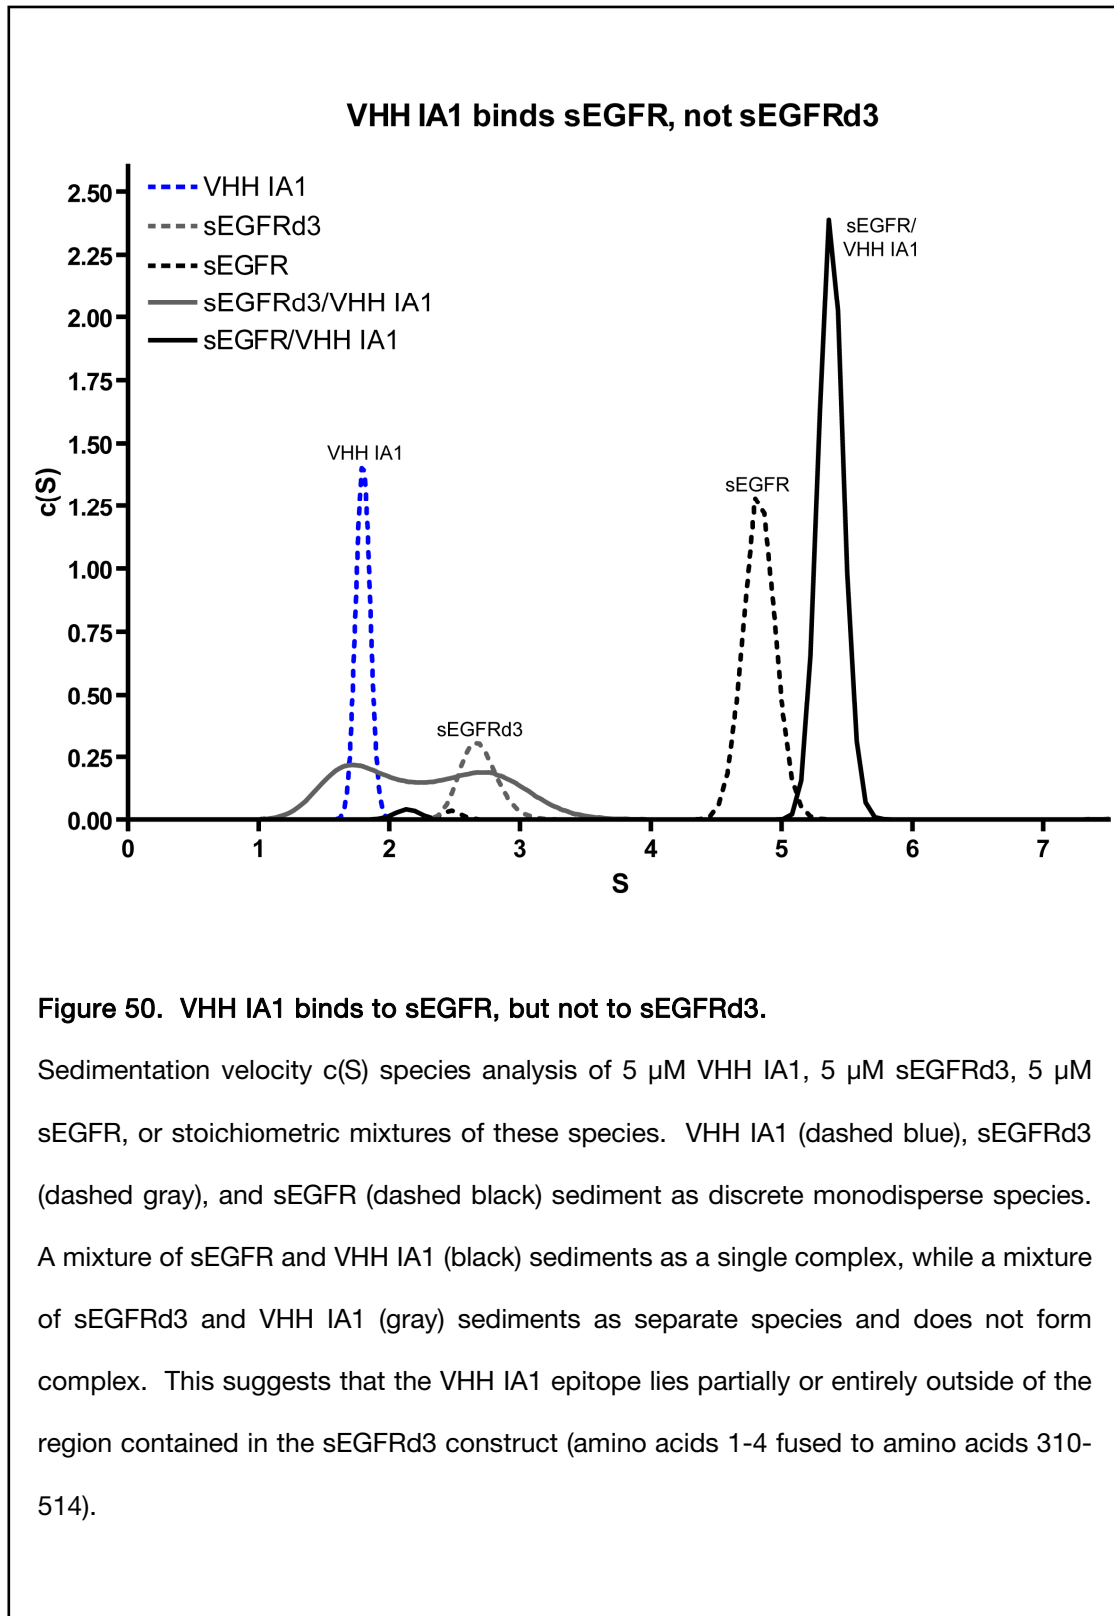 VHH IA1 binds sEGFR, not sEGFRd3
VHH IA1
sEGFRd3
sEGFR
sEGFRd3/VHH IA1
sEGFR/VHH IA1
2.50
2.25
2.00
1.75
1.50
1.25
1.00
0.75
0.50
0.25
0.00
c(S)
VHH IA1
sEGFRd3
sEGFR
sEGFR/
VHH IA1
0 1 2 3 4 5 6 7
S
Figure 50. VHH IA1 binds to sEGFR, but not to sEGFRd3.
Sedimentation velocity c(S) species analysis of 5 µM VHH IA1, 5 µM sEGFRd3, 5 µM
sEGFR, or stoichiometric mixtures of these species. VHH IA1 (dashed blue), sEGFRd3
(dashed gray), and sEGFR (dashed black) sediment as discrete monodisperse species.
A mixture of sEGFR and VHH IA1 (black) sediments as a single complex, while a mixture
of sEGFRd3 and VHH IA1 (gray) sediments as separate species and does not form
complex. This suggests that the VHH IA1 epitope lies partially or entirely outside of the
region contained in the sEGFRd3 construct (amino acids 1-4 fused to amino acids 310-
514).